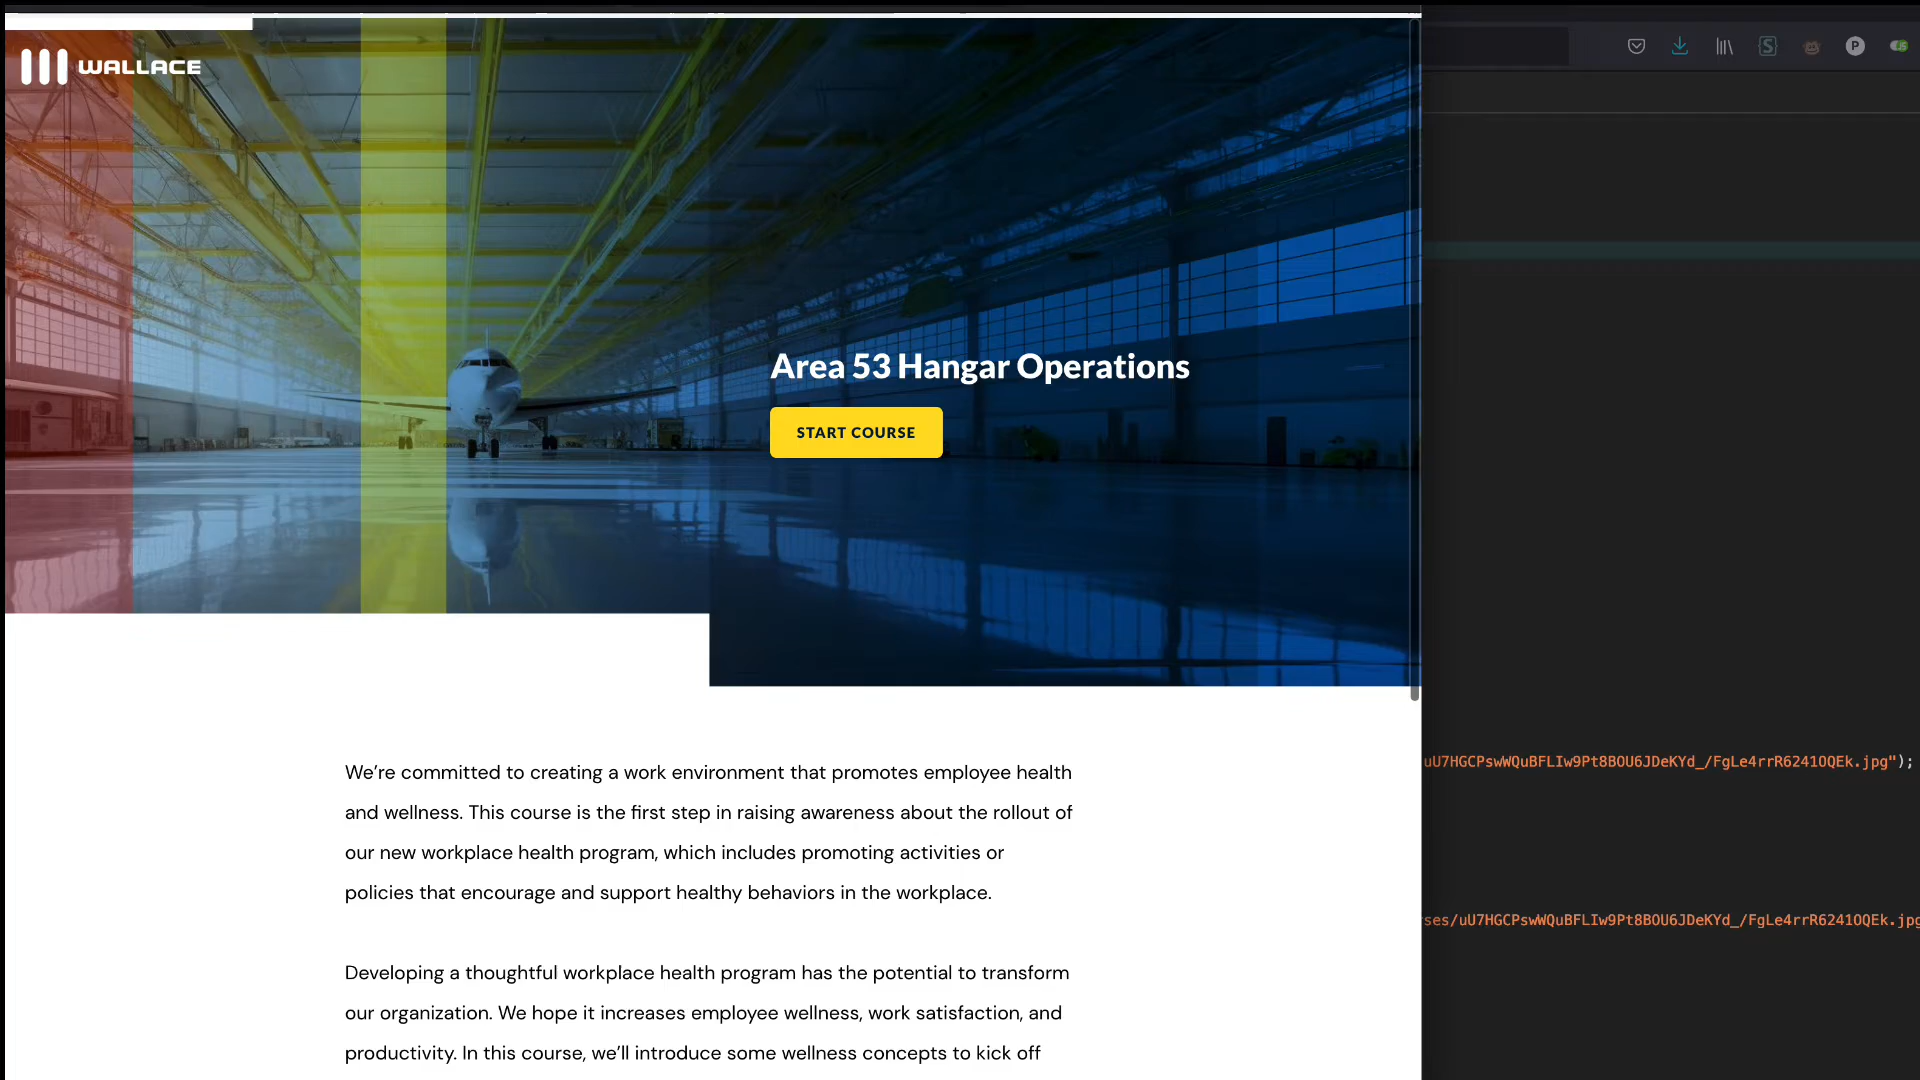 WALLACE
Area 53 Hangar Operations
START COURSE
We’re committed to creating a work environment that promotes employee health
and wellness. This course is the first step in raising awareness about the rollout of
our new workplace health program, which includes promoting activities or
policies that encourage and support healthy behaviors in the workplace.
Developing a thoughtful workplace health program has the potential to transform
our organization. We hope it increases employee wellness, work satisfaction, and
productivity. In this course, we’ll introduce some wellness concepts to kick off
uU7HGCPswWQuBFLIw9Pt8BOU6JDeKYd_/FgLe4rrR6241OQEk.jpg");
ses/uU7HGCPswWQuBFLIw9Pt8BOU6JDeKYd_/FgLe4rrR6241OQEk.jpg